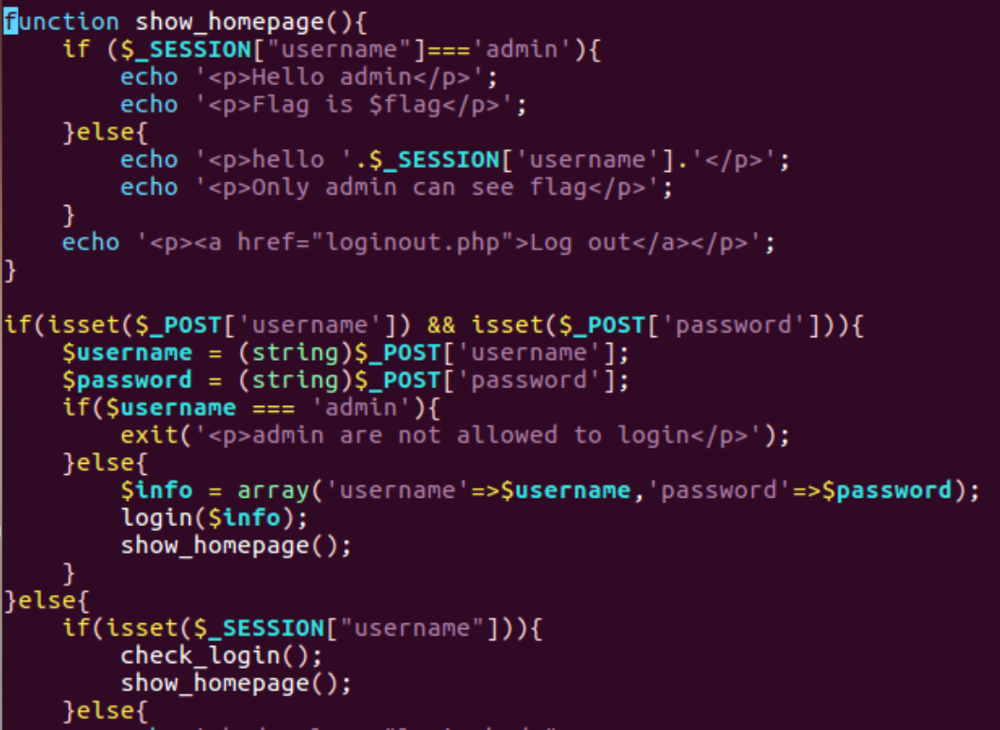 function show_homepage(){
    if ($_SESSION["username"]==='admin'){
        echo '<p>Hello admin</p>';
        echo '<p>Flag is $flag</p>';
    }else{
        echo '<p>hello '.$_SESSION['username'].'</p>';
        echo '<p>Only admin can see flag</p>';
    }
    echo '<p><a href="loginout.php">Log out</a></p>';
}

if(isset($_POST['username']) && isset($_POST['password'])){
    $username = (string)$_POST['username'];
    $password = (string)$_POST['password'];
    if($username === 'admin'){
        exit('<p>admin are not allowed to login</p>');
    }else{
        $info = array('username'=>$username,'password'=>$password);
        login($info);
        show_homepage();
    }
}else{
    if(isset($_SESSION["username"])){
        check_login();
        show_homepage();
    }else{